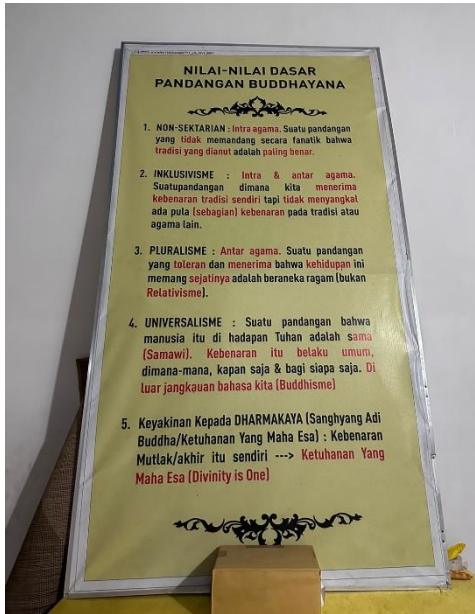 NILAI-NILAI DASAR
PANDANGAN BUDDHAYANA
1. NON-SEKTARIAN : Intra agama. Suatu pandangan
yang tidak memandang secara fanatik bahwa
tradisi yang dianut adalah paling benar.
2. INKLUSIVISME : Intra & antar agama.
Suatupandangan dimana kita menerima
kebenaran tradisi sendiri tapi tidak menyangkal
ada pula (sebagian) kebenaran pada tradisi atau
agama lain.
3. PLURALISME : Antar agama. Suatu pandangan
yang toleran dan menerima bahwa kehidupan ini
memang sejatinya adalah beraneka ragam (bukan
Relativisme).
4. UNIVERSALISME : Suatu pandangan bahwa
manusia itu di hadapan Tuhan adalah sama
(Samawi). Kebenaran itu belaku umum,
dimana-mana, kapan saja & bagi siapa saja. Di
luar jangkauan bahasa kita (Buddhisme)
5. Keyakinan Kepada DHARMAKAYA (Sanghyang Adi
Buddha/Ketuhanan Yang Maha Esa) : Kebenaran
Mutlak/akhir itu sendiri ---> Ketuhanan Yang
Maha Esa (Divinity is One)